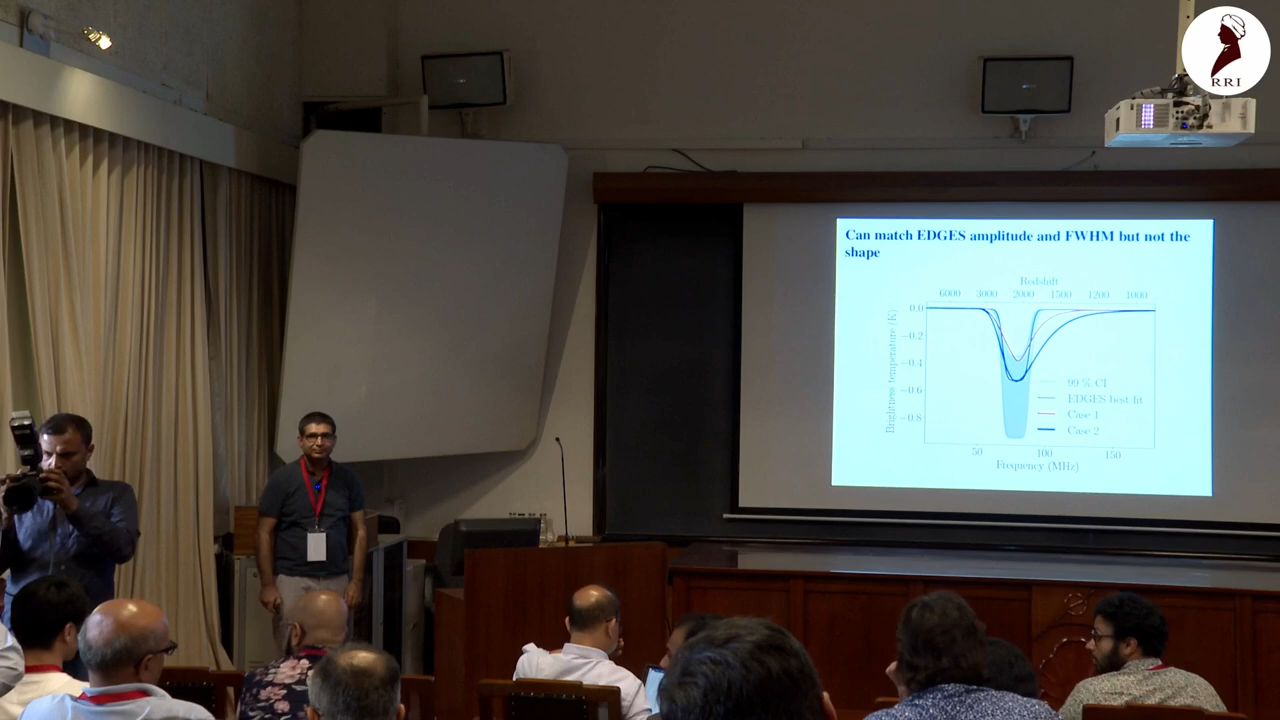 RRI
Can match EDGES amplitude and FWHM but not the
shape
Redshift
6000 3000 2000 1500 1200 1000
Brightness temperature [K]
0.0
−0.2
−0.4
−0.6
−0.8
99 % CI
EDGES best fit
Case 1
Case 2
50 100 150
Frequency (MHz)